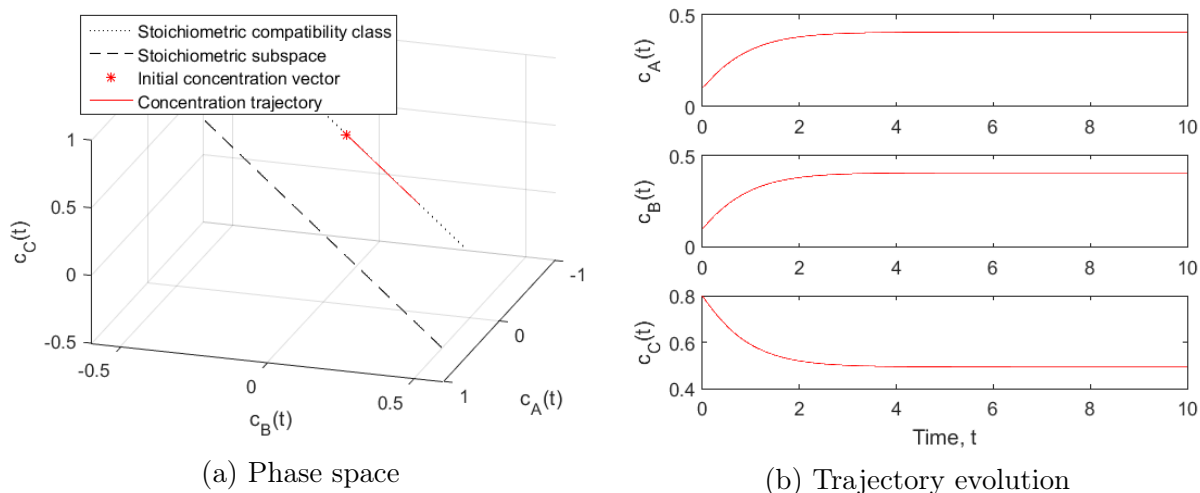 Stoichiometric compatibility class
Stoichiometric subspace
Initial concentration vector
Concentration trajectory
1
0.5
0
-0.5
c_C(t)
-0.5
0
0.5
c_B(t)
1
0
-1
c_A(t)
(a) Phase space
0.5
0
c_A(t)
0 2 4 6 8 10
0.5
0
c_B(t)
0 2 4 6 8 10
0.8
0.6
0.4
c_C(t)
0 2 4 6 8 10
Time, t
(b) Trajectory evolution